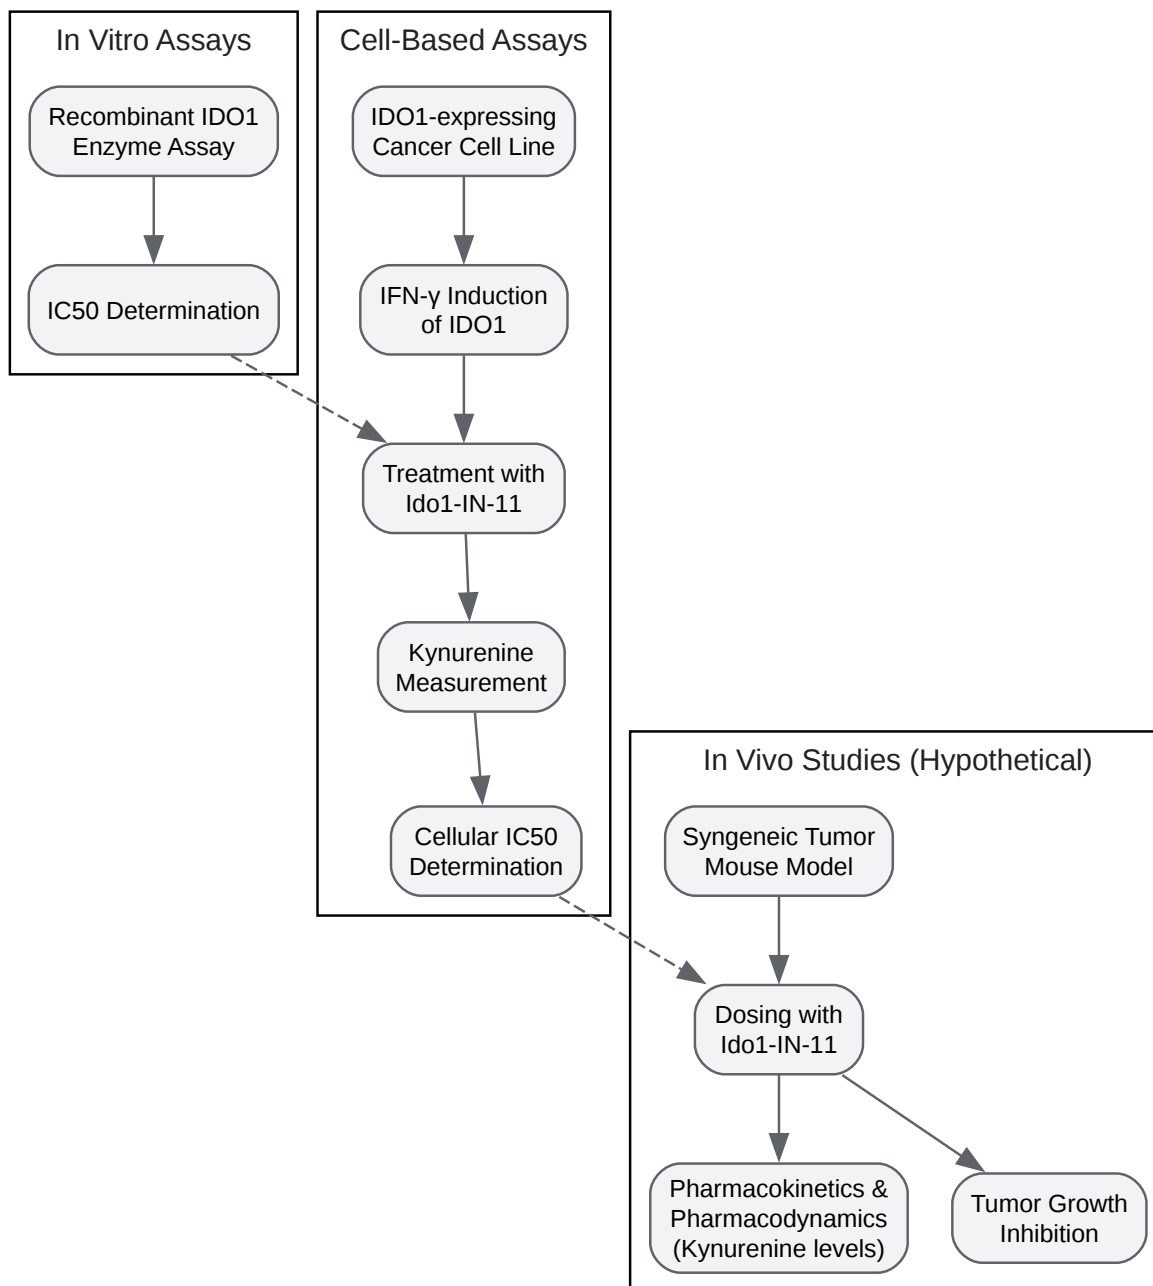 In Vitro Assays
Recombinant IDO1
Enzyme Assay
IC50 Determination
Cell-Based Assays
IDO1-expressing
Cancer Cell Line
IFN-γ Induction
of IDO1
Treatment with
Ido1-IN-11
Kynurenine
Measurement
Cellular IC50
Determination
In Vivo Studies (Hypothetical)
Syngeneic Tumor
Mouse Model
Dosing with
Ido1-IN-11
Pharmacokinetics &
Pharmacodynamics
(Kynurenine levels)
Tumor Growth
Inhibition